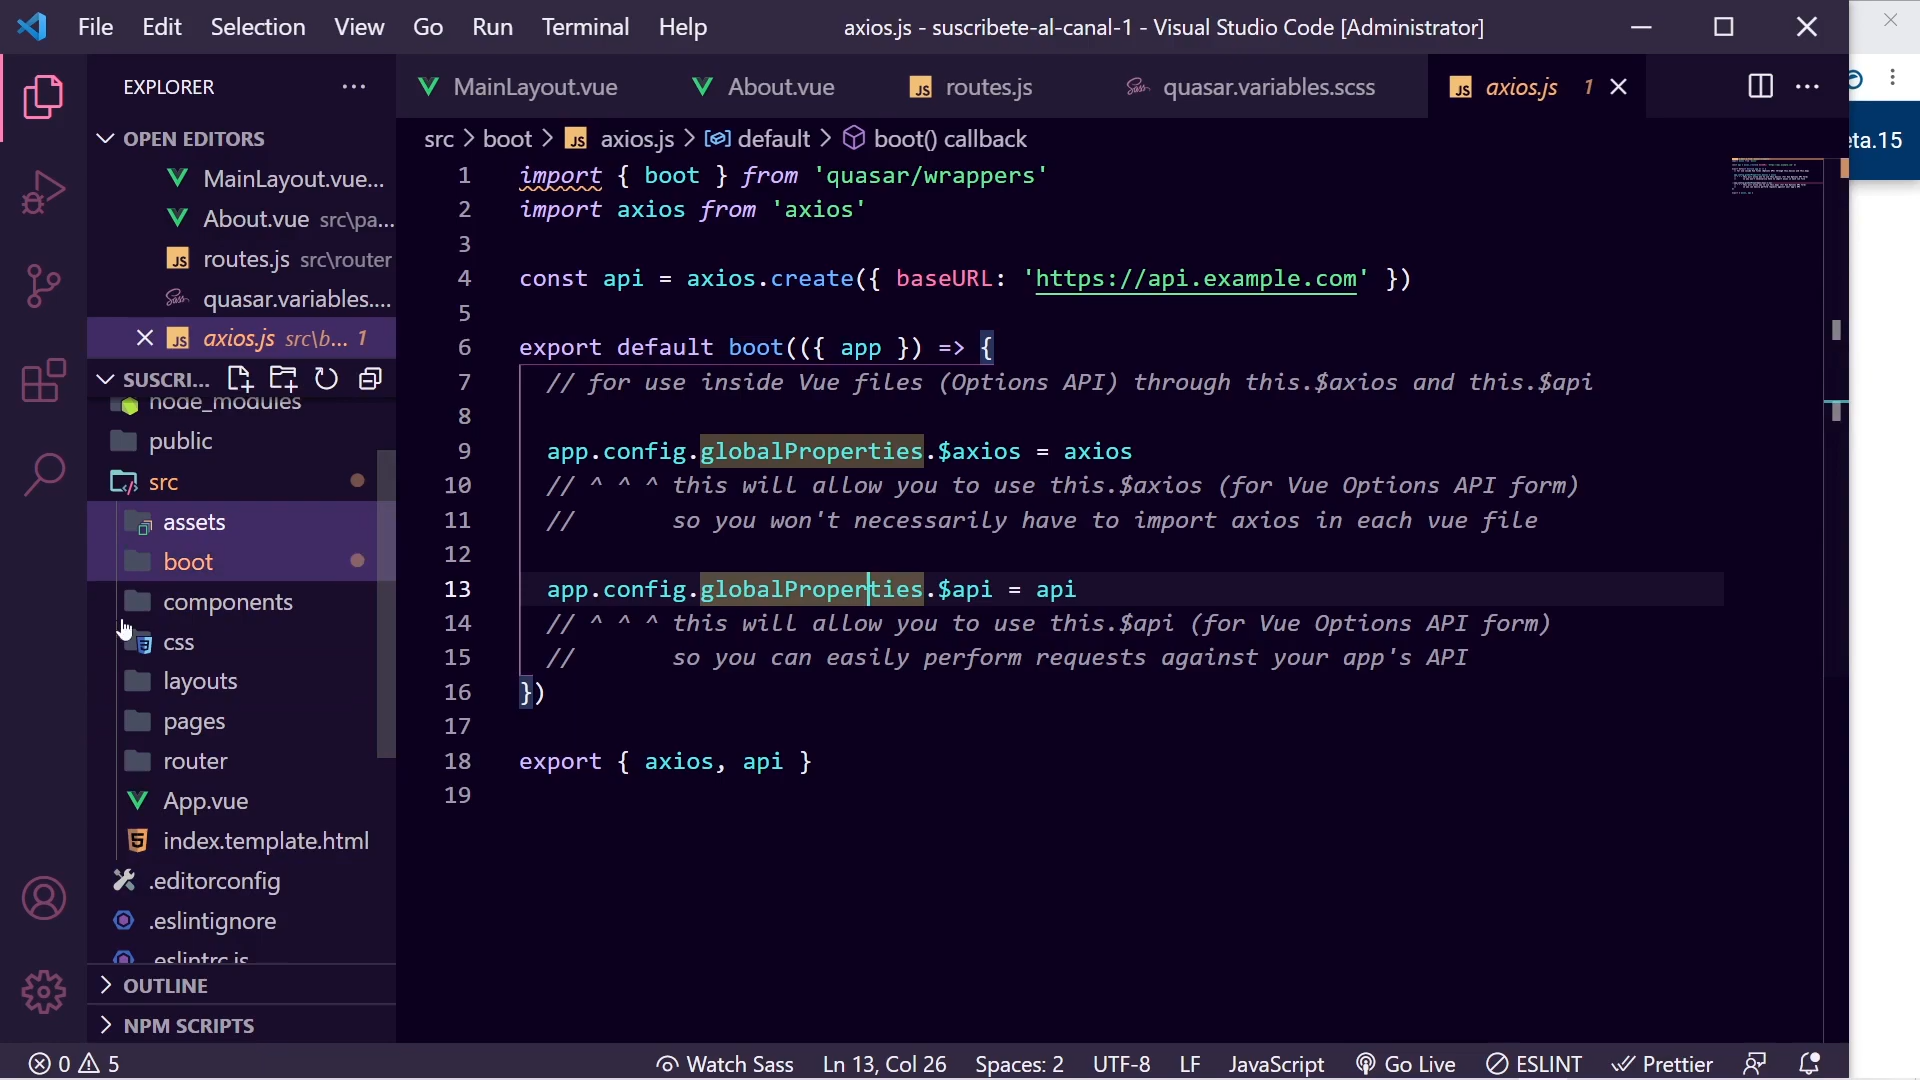 File Edit Selection View Go Run Terminal Help
axios.js - suscribete-al-canal-1 - Visual Studio Code [Administrator]
EXPLORER
OPEN EDITORS
MainLayout.vue...
About.vue src\pa...
routes.js src\router
quasar.variables....
axios.js src\b... 1
SUSCRI...
node_modules
public
src
assets
boot
components
css
layouts
pages
router
App.vue
index.template.html
.editorconfig
.eslintignore
.eslintrc.js
OUTLINE
NPM SCRIPTS
MainLayout.vue
About.vue
JS routes.js
quasar.variables.scss
JS axios.js 1
src > boot > JS axios.js > default > boot() callback
1 import { boot } from 'quasar/wrappers'
2 import axios from 'axios'
3
4 const api = axios.create({ baseURL: 'https://api.example.com' })
5
6 export default boot(({ app }) => {
7 // for use inside Vue files (Options API) through this.$axios and this.$api
8
9 app.config.globalProperties.$axios = axios
10 // ^ ^ ^ this will allow you to use this.$axios (for Vue Options API form)
11 // so you won't necessarily have to import axios in each vue file
12
13 app.config.globalProperties.$api = api
14 // ^ ^ ^ this will allow you to use this.$api (for Vue Options API form)
15 // so you can easily perform requests against your app's API
16 })
17
18 export { axios, api }
19
eta.15
0 5
Watch Sass Ln 13, Col 26 Spaces: 2 UTF-8 LF JavaScript Go Live ESLINT Prettier